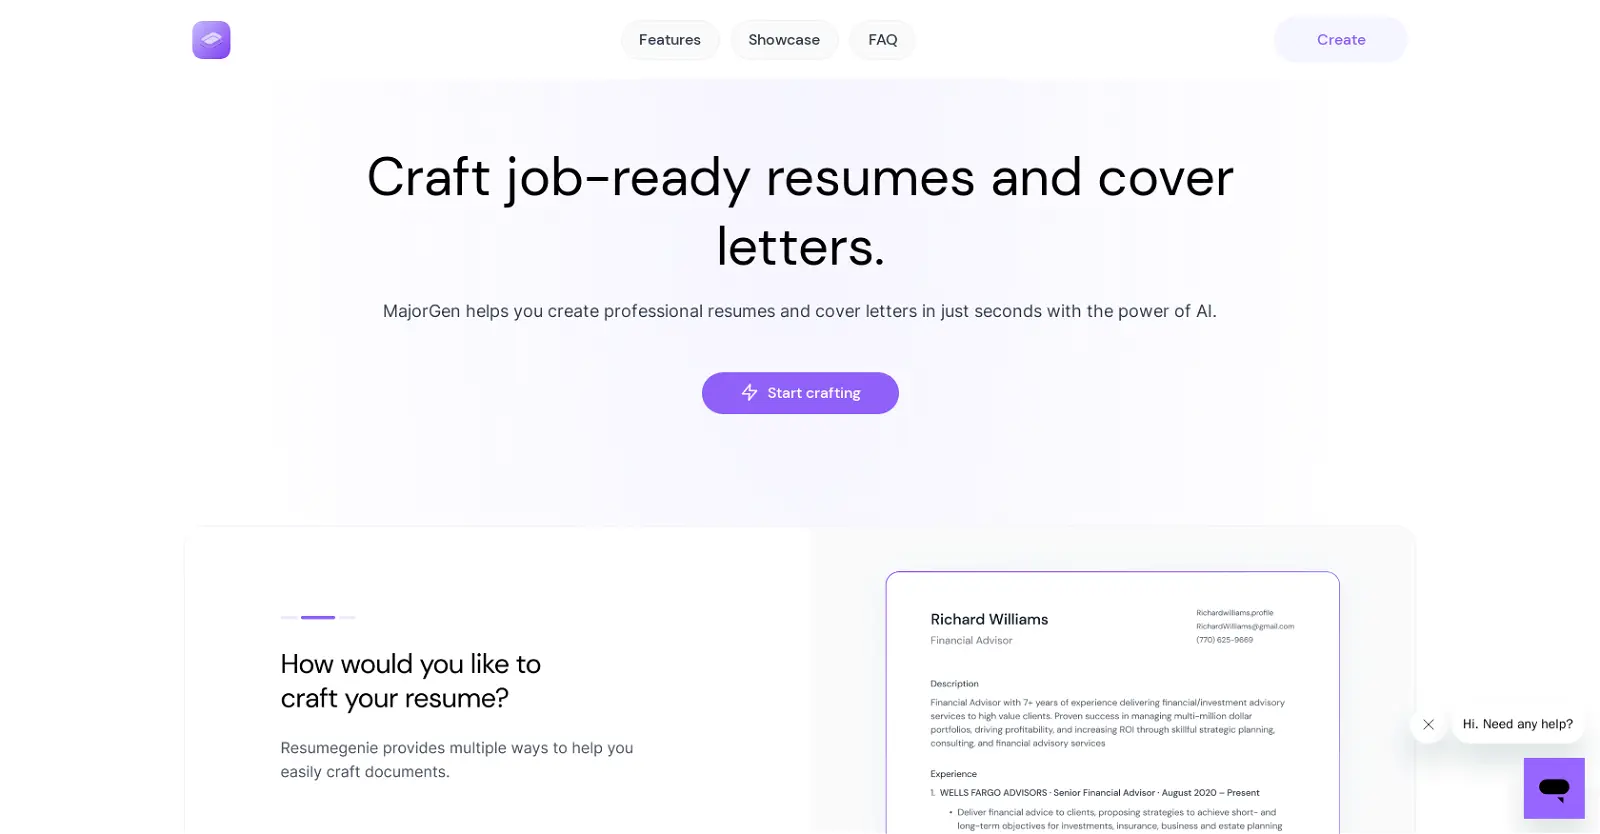 Features
Showcase
FAQ
Create
Craft job-ready resumes and cover
letters.
MajorGen helps you create professional resumes and cover letters in just seconds with the power of AI.
Start crafting
How would you like to
craft your resume?
Resumegenie provides multiple ways to help you
easily craft documents.
Richard Williams
Financial Advisor
Richardwilliams.profile
RichardWilliams@gmail.com
(770) 625-9669
Description
Financial Advisor with 7+ years of experience delivering financial/investment advisory
services to high value clients. Proven success in managing multi-million dollar
portfolios, driving profitability, and increasing ROI through skillful strategic planning,
consulting, and financial advisory services
Experience
1. WELLS FARGO ADVISORS · Senior Financial Advisor · August 2020 – Present
• Deliver financial advice to clients, proposing strategies to achieve short- and
long-term objectives for investments, insurance, business and estate planning
Hi. Need any help?